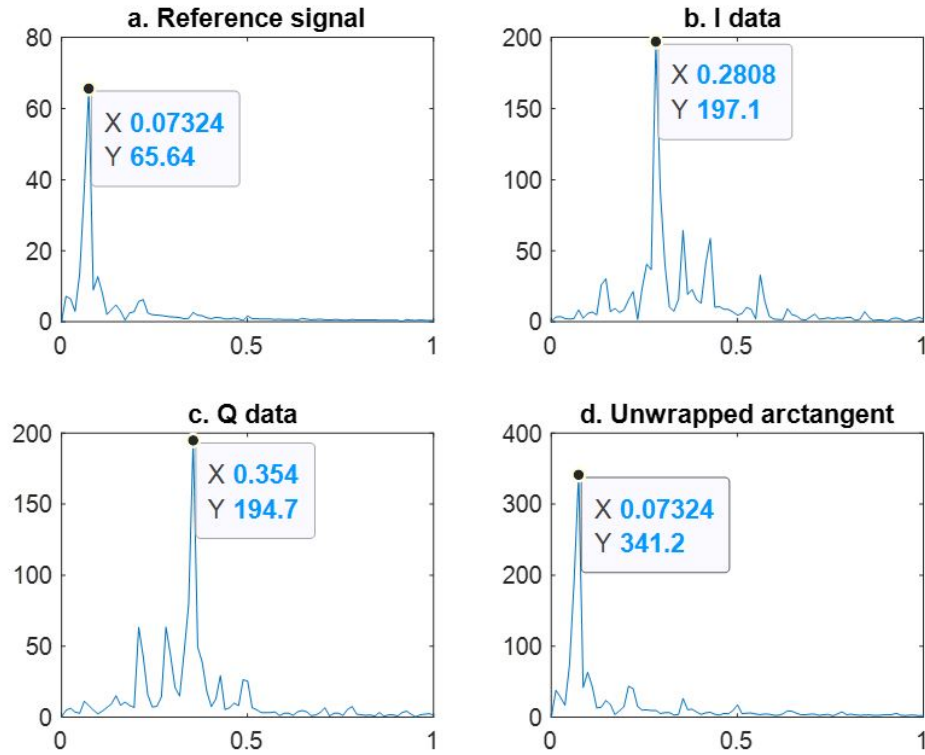 a. Reference signal
80
60
40
20
0
0
0.5
1
X 0.07324
Y 65.64
b. I data
200
150
100
50
0
0
0.5
1
X 0.2808
Y 197.1
c. Q data
200
150
100
50
0
0
0.5
1
X 0.354
Y 194.7
d. Unwrapped arctangent
400
300
200
100
0
0
0.5
1
X 0.07324
Y 341.2